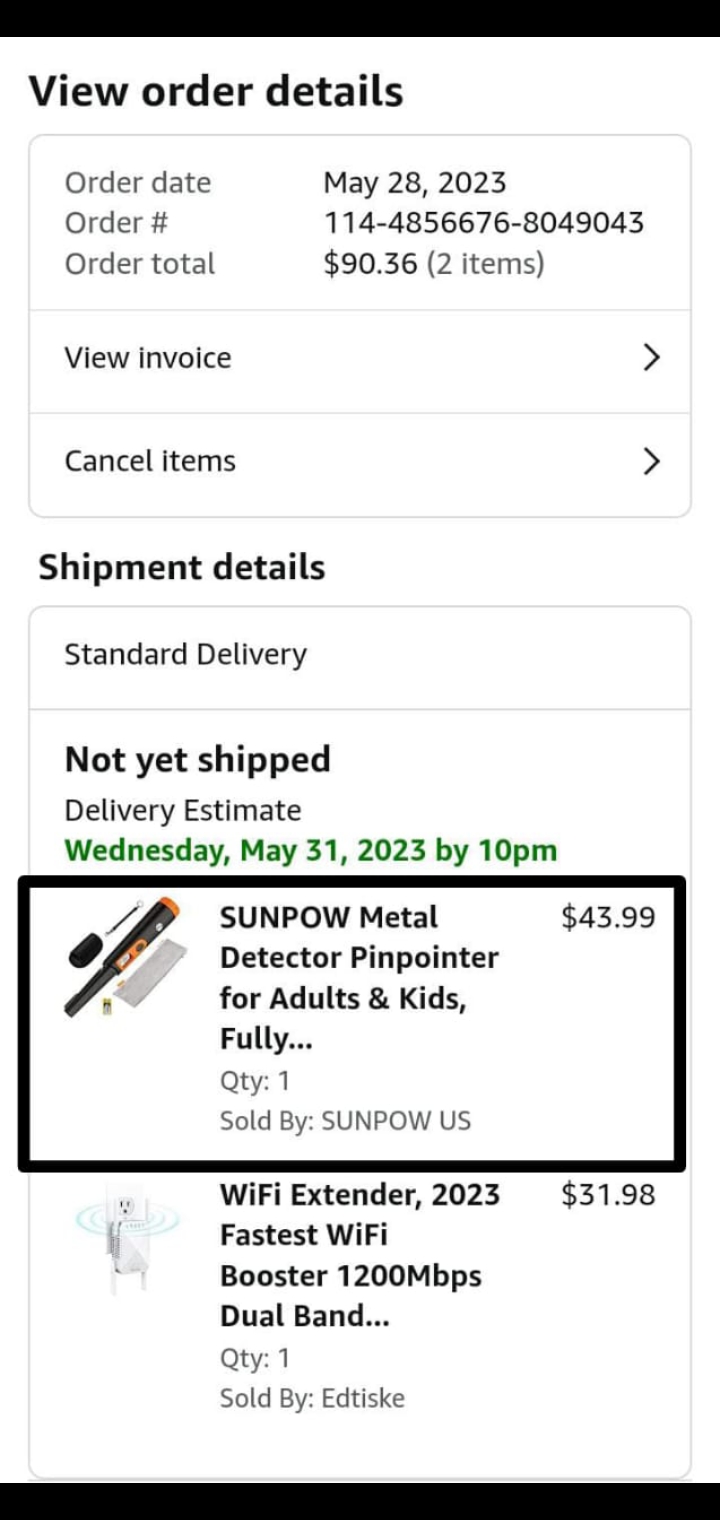 View order details
Order date May 28, 2023
Order # 114-4856676-8049043
Order total $90.36 (2 items)
View invoice
Cancel items
Shipment details
Standard Delivery
Not yet shipped
Delivery Estimate
Wednesday, May 31, 2023 by 10pm
SUNPOW Metal $43.99
Detector Pinpointer
for Adults & Kids,
Fully...
Qty: 1
Sold By: SUNPOW US
WiFi Extender, 2023 $31.98
Fastest WiFi
Booster 1200Mbps
Dual Band...
Qty: 1
Sold By: Edtiske